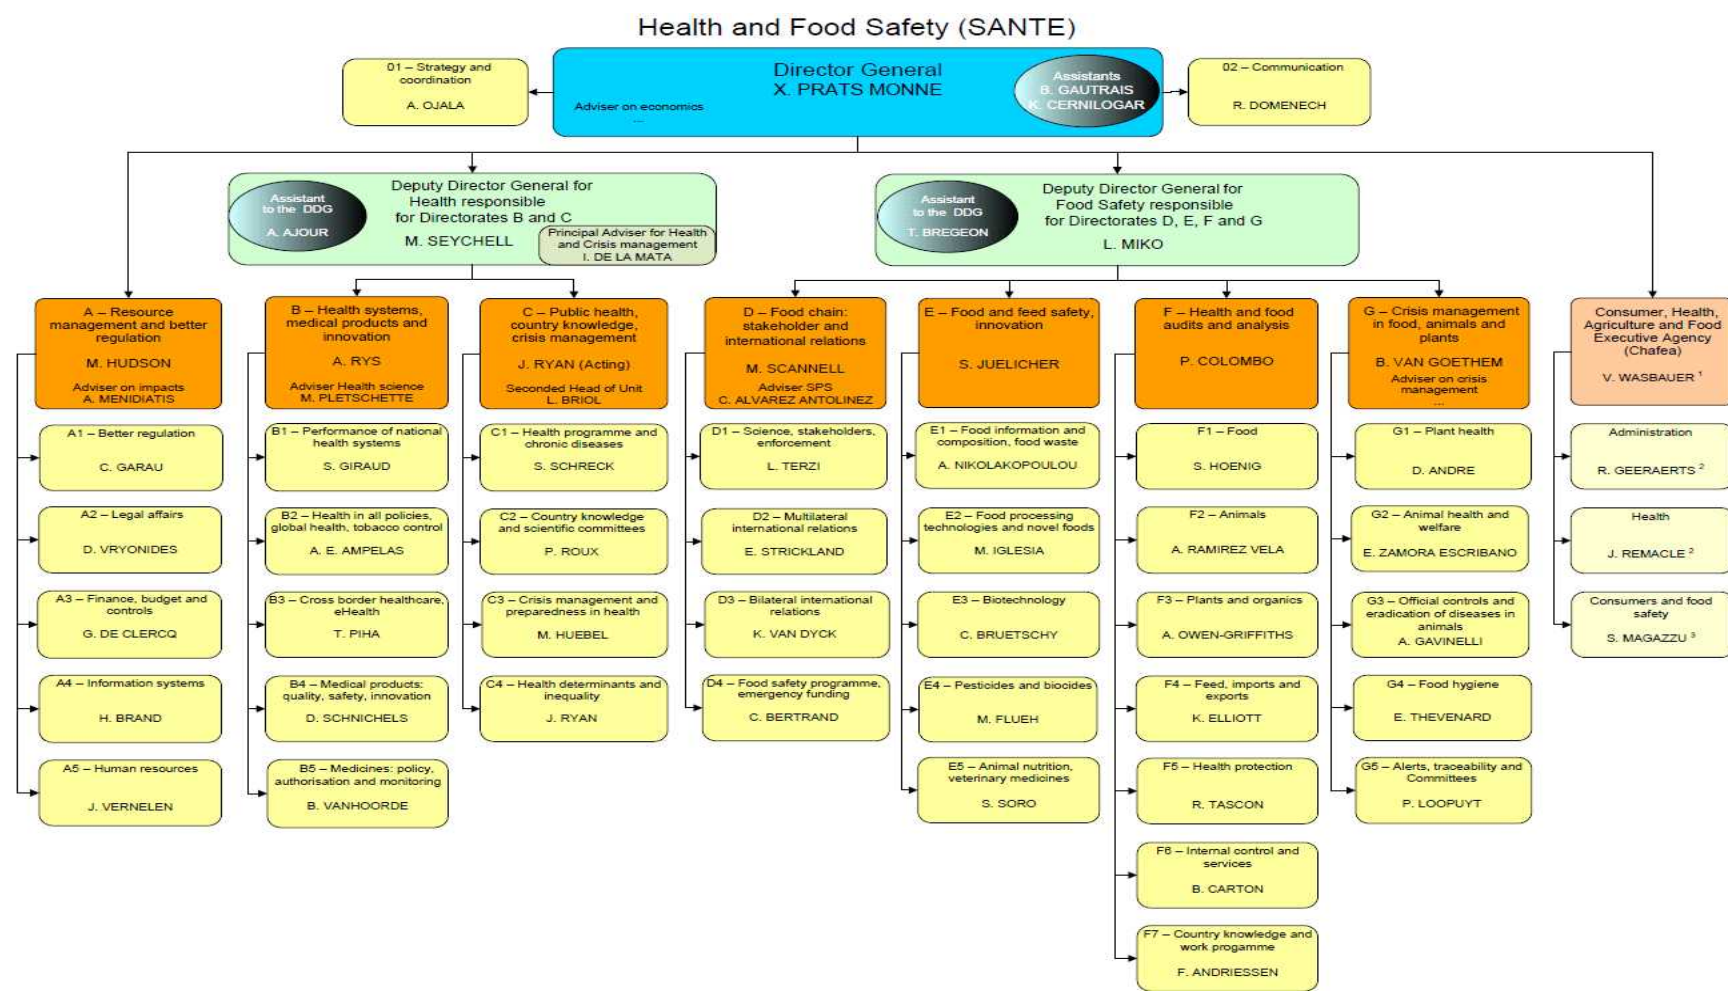 Health and Food Safety (SANTE)
01 – Strategy and
coordination
A. OJALA
Director General
X. PRATS MONNE
Adviser on economics
...
Assistants
B. GAUTRAIS
K. CERNILOGAR
02 – Communication
R. DOMENECH
Assistant
to the DDG
A. AJOUR
Deputy Director General for
Health responsible
for Directorates B and C
M. SEYCHELL
Principal Adviser for Health
and Crisis management
I. DE LA MATA
Assistant
to the DDG
T. BREGEON
Deputy Director General for
Food Safety responsible
for Directorates D, E, F and G
L. MIKO
A – Resource
management and better
regulation
M. HUDSON
Adviser on impacts
A. MENIDIATIS
A1 – Better regulation
C. GARAU
A2 – Legal affairs
D. VRYONIDES
A3 – Finance, budget and
controls
G. DE CLERCQ
A4 – Information systems
H. BRAND
A5 – Human resources
J. VERNELEN
B – Health systems,
medical products and
innovation
A. RYS
Adviser Health science
M. PLETSCHETTE
B1 – Performance of national
health systems
S. GIRAUD
B2 – Health in all policies,
global health, tobacco control
A. E. AMPELAS
B3 – Cross border healthcare,
eHealth
T. PIHA
B4 – Medical products:
quality, safety, innovation
D. SCHNICHELS
B5 – Medicines: policy,
authorisation and monitoring
B. VANHOORDE
C – Public health,
country knowledge,
crisis management
J. RYAN (Acting)
Seconded Head of Unit
L. BRIOL
C1 – Health programme and
chronic diseases
S. SCHRECK
C2 – Country knowledge
and scientific committees
P. ROUX
C3 – Crisis management and
preparedness in health
M. HUEBEL
C4 – Health determinants and
inequality
J. RYAN
D – Food chain:
stakeholder and
international relations
M. SCANNELL
Adviser SPS
C. ALVAREZ ANTOLINEZ
D1 – Science, stakeholders,
enforcement
L. TERZI
D2 – Multilateral
international relations
E. STRICKLAND
D3 – Bilateral international
relations
K. VAN DYCK
D4 – Food safety programme,
emergency funding
C. BERTRAND
E – Food and feed safety,
innovation
S. JUELICHER
E1 – Food information and
composition, food waste
A. NIKOLAKOPOULOU
E2 – Food processing
technologies and novel foods
M. IGLESIA
E3 – Biotechnology
C. BRUETSCHY
E4 – Pesticides and biocides
M. FLUEH
E5 – Animal nutrition,
veterinary medicines
S. SORO
F – Health and food
audits and analysis
P. COLOMBO
F1 – Food
S. HOENIG
F2 – Animals
A. RAMIREZ VELA
F3 – Plants and organics
A. OWEN-GRIFFITHS
F4 – Feed, imports and
exports
K. ELLIOTT
F5 – Health protection
R. TASCON
F6 – Internal control and
services
B. CARTON
F7 – Country knowledge and
work progamme
F. ANDRIESSEN
G – Crisis management
in food, animals and
plants
B. VAN GOETHEM
Adviser on crisis
management
...
G1 – Plant health
D. ANDRE
G2 – Animal health and
welfare
E. ZAMORA ESCRIBANO
G3 – Official controls and
eradication of diseases in
animals
A. GAVINELLI
G4 – Food hygiene
E. THEVENARD
G5 – Alerts, traceability and
Committees
P. LOOPUYT
Consumer, Health,
Agriculture and Food
Executive Agency
(Chafea)
V. WASBAUER ¹
Administration
R. GEERAERTS ²
Health
J. REMACLE ²
Consumers and food
safety
S. MAGAZZU ³